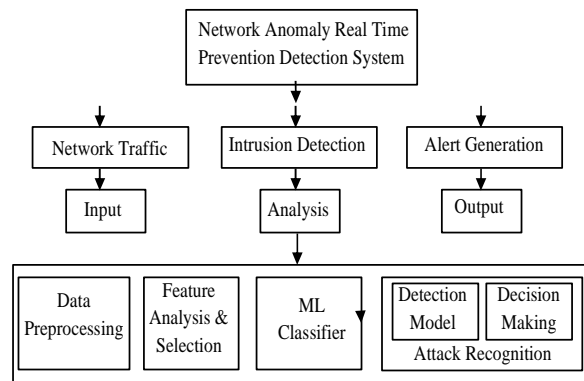 Network Anomaly Real Time
Prevention Detection System
Network Traffic
Intrusion Detection
Alert Generation
Input
Analysis
Output
Data
Preprocessing
Feature
Analysis &
Selection
ML
Classifier
Detection
Model
Decision
Making
Attack Recognition